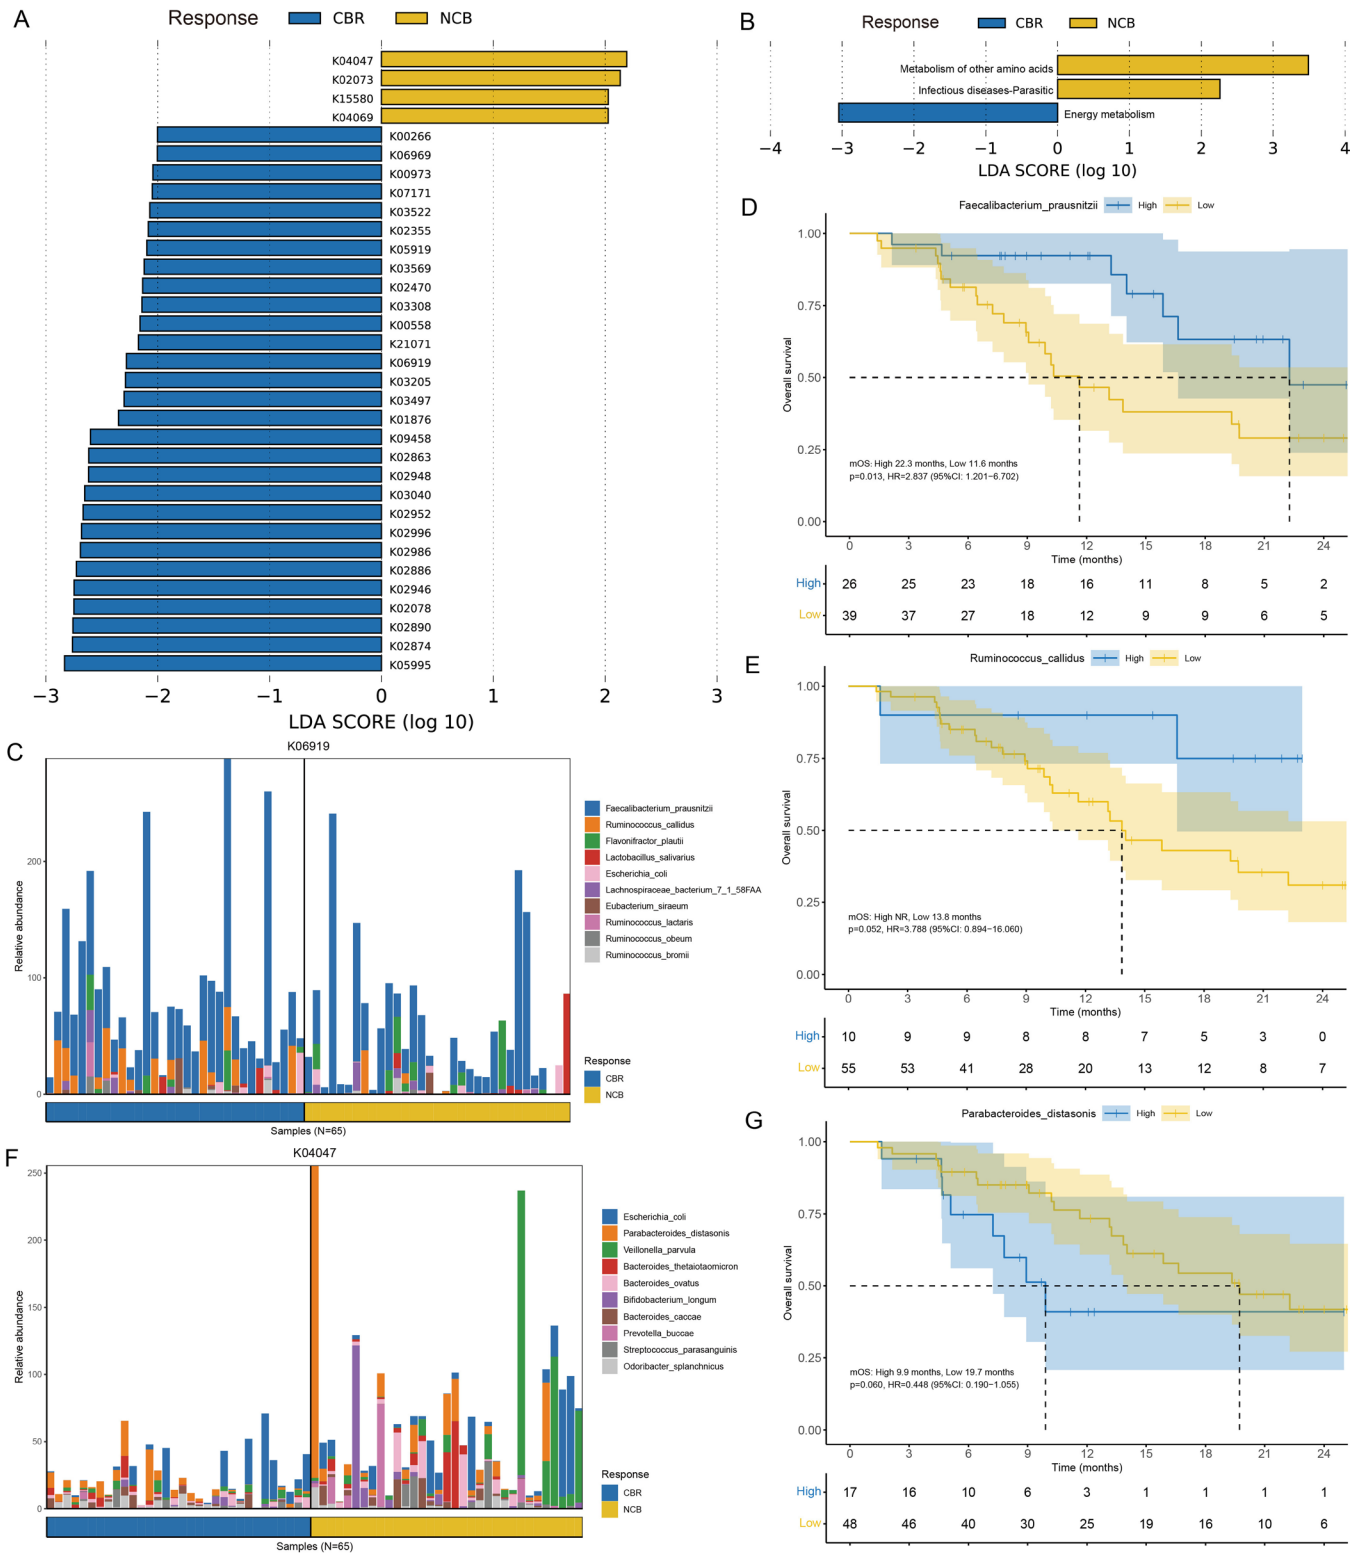 A
Response CBR NCB
K04047
K02073
K15580
K04069
K00266
K06969
K00973
K07171
K03522
K02355
K05919
K03569
K02470
K03308
K00558
K21071
K06919
K03205
K03497
K01876
K09458
K02863
K02948
K03040
K02952
K02996
K02986
K02886
K02946
K02078
K02890
K02874
K05995
−3 −2 −1 0 1 2 3
LDA SCORE (log 10)
B
Response CBR NCB
Metabolism of other amino acids
Infectious diseases-Parasitic
Energy metabolism
−4 −3 −2 −1 0 1 2 3 4
LDA SCORE (log 10)
C
K06919
Relative abundance
200
100
0
Faecalibacterium_prausnitzii
Ruminococcus_callidus
Flavonifractor_plautii
Lactobacillus_salivarius
Escherichia_coli
Lachnospiraceae_bacterium_7_1_58FAA
Eubacterium_siraeum
Ruminococcus_lactaris
Ruminococcus_obeum
Ruminococcus_bromii
Response
CBR
NCB
Samples (N=65)
D
Faecalibacterium_prausnitzii High Low
Overall survival
1.00
0.75
0.50
0.25
0.00
mOS: High 22.3 months, Low 11.6 months
p=0.013, HR=2.837 (95%CI: 1.201−6.702)
0 3 6 9 12 15 18 21 24
Time (months)
High 26 25 23 18 16 11 8 5 2
Low 39 37 27 18 12 9 9 6 5
E
Ruminococcus_callidus High Low
Overall survival
1.00
0.75
0.50
0.25
0.00
mOS: High NR, Low 13.8 months
p=0.052, HR=3.788 (95%CI: 0.894−16.060)
0 3 6 9 12 15 18 21 24
Time (months)
High 10 9 9 8 8 7 5 3 0
Low 55 53 41 28 20 13 12 8 7
F
K04047
Relative abundance
250
200
150
100
50
0
Escherichia_coli
Parabacteroides_distasonis
Veillonella_parvula
Bacteroides_thetaiotaomicron
Bacteroides_ovatus
Bifidobacterium_longum
Bacteroides_caccae
Prevotella_buccae
Streptococcus_parasanguinis
Odoribacter_splanchnicus
Response
CBR
NCB
Samples (N=65)
G
Parabacteroides_distasonis High Low
Overall survival
1.00
0.75
0.50
0.25
0.00
mOS: High 9.9 months, Low 19.7 months
p=0.060, HR=0.448 (95%CI: 0.190−1.055)
0 3 6 9 12 15 18 21 24
Time (months)
High 17 16 10 6 3 1 1 1 1
Low 48 46 40 30 25 19 16 10 6